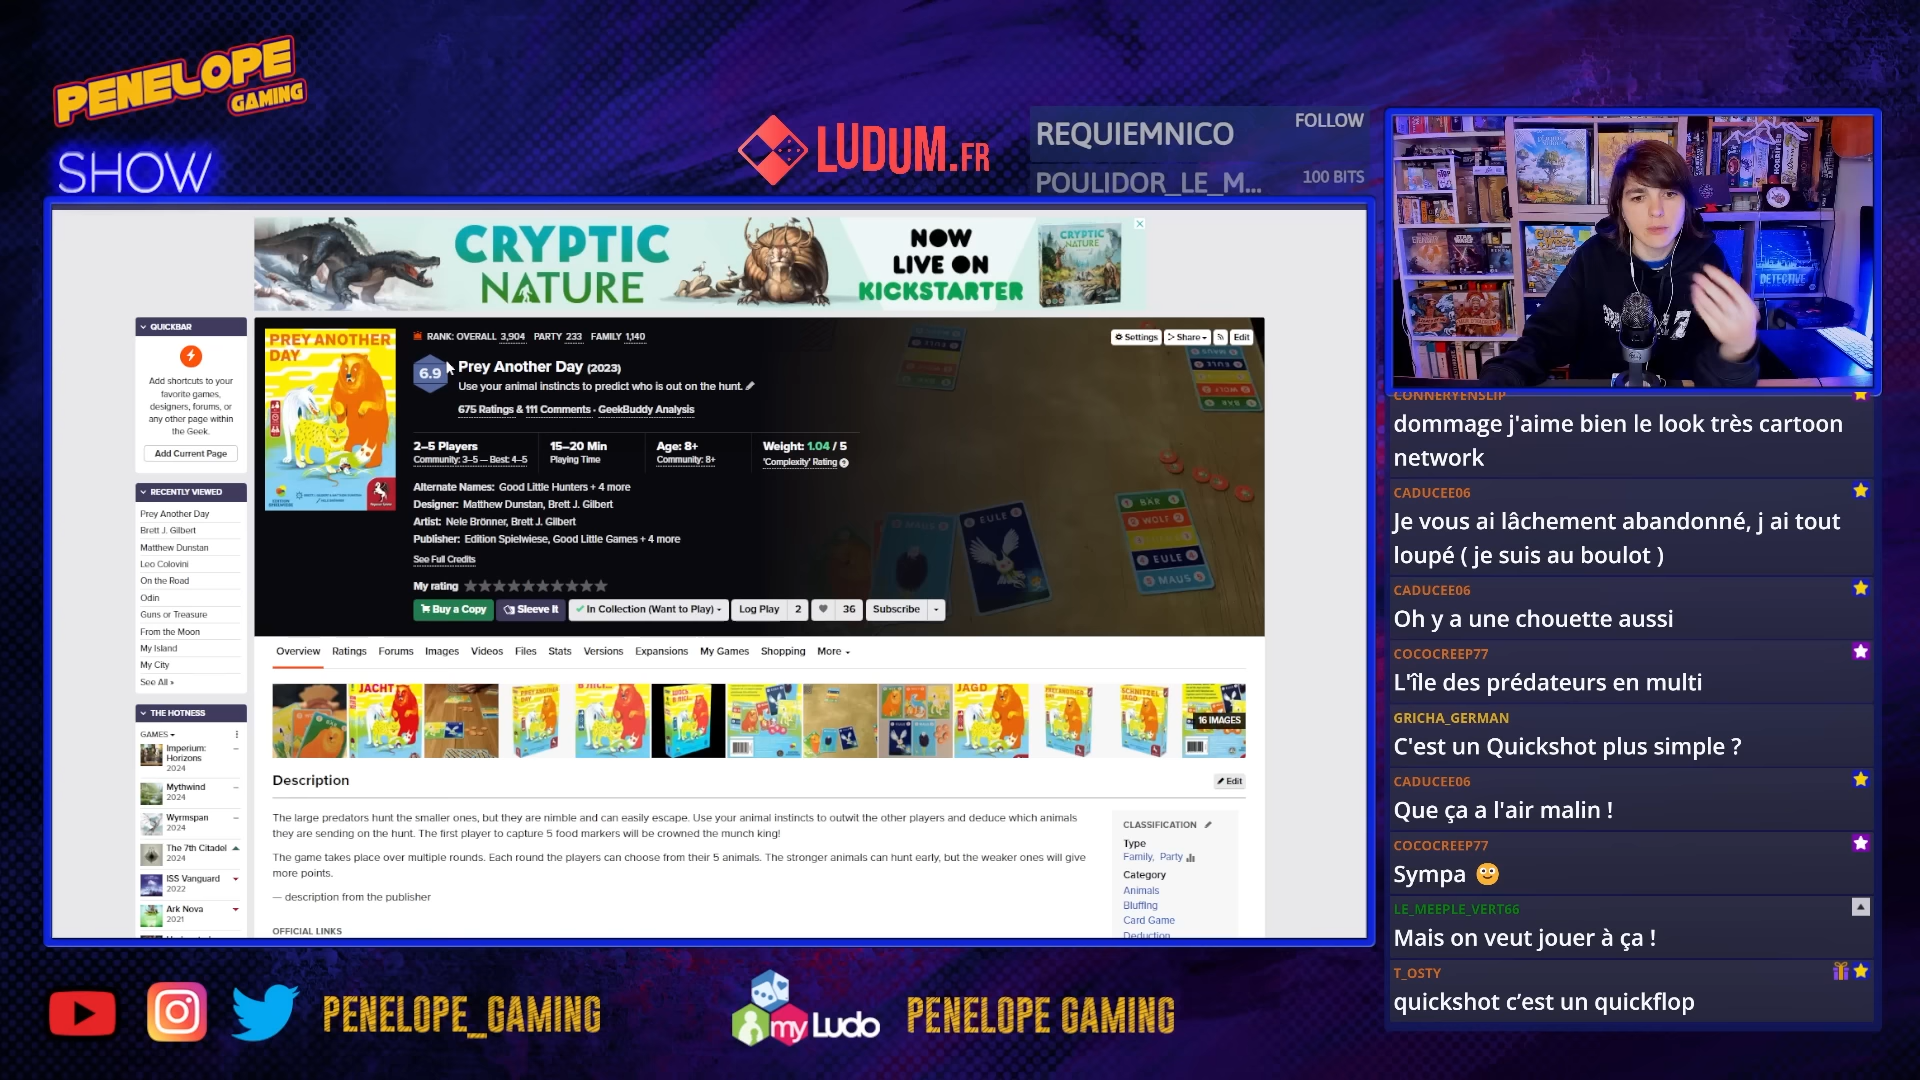 PENELOPE
GAMING
SHOW
LUDUM.FR
REQUIEMNICO FOLLOW
POULIDOR_LE_M... 100 BITS
CRYPTIC
NATURE
NOW
LIVE ON
KICKSTARTER
CRYPTIC
NATURE
QUICKBAR
Add shortcuts to your
favorite games,
designers, forums, or
any other page within
the Geek.
Add Current Page
RECENTLY VIEWED
Prey Another Day
Brett J. Gilbert
Matthew Dunstan
Leo Colovini
On the Road
Odin
Guns or Treasure
From the Moon
My Island
My City
See All »
THE HOTNESS
GAMES
Imperium:
Horizons
2024
Mythwind
2024
Wyrmspan
2024
The 7th Citadel
2024
ISS Vanguard
2022
Ark Nova
2021
PREY ANOTHER
DAY
RANK: OVERALL 3,904 PARTY 233 FAMILY 1,140
Settings Share Edit
6.9
Prey Another Day (2023)
Use your animal instincts to predict who is out on the hunt.
675 Ratings & 111 Comments · GeekBuddy Analysis
2–5 Players 15–20 Min Age: 8+ Weight: 1.04 / 5
Community: 3–5 — Best: 4–5 Playing Time Community: 8+ 'Complexity' Rating
Alternate Names: Good Little Hunters + 4 more
Designer: Matthew Dunstan, Brett J. Gilbert
Artist: Nele Brönner, Brett J. Gilbert
Publisher: Edition Spielwiese, Good Little Games + 4 more
See Full Credits
My rating
Buy a Copy Sleeve It In Collection (Want to Play) Log Play 2 36 Subscribe
MAUS
EULE
BÄR
WOLF
EULE
MAUS
Overview Ratings Forums Images Videos Files Stats Versions Expansions My Games Shopping More
JACHT
JAGD
16 IMAGES
Description
Edit
The large predators hunt the smaller ones, but they are nimble and can easily escape. Use your animal instincts to outwit the other players and deduce which animals
they are sending on the hunt. The first player to capture 5 food markers will be crowned the munch king!
The game takes place over multiple rounds. Each round the players can choose from their 5 animals. The stronger animals can hunt early, but the weaker ones will give
more points.
— description from the publisher
OFFICIAL LINKS
CLASSIFICATION
Type
Family, Party
Category
Animals
Bluffing
Card Game
Deduction
DETECTIVE
CONNERYENSLIP
dommage j'aime bien le look très cartoon
network
CADUCEE06
Je vous ai lâchement abandonné, j ai tout
loupé ( je suis au boulot )
CADUCEE06
Oh y a une chouette aussi
COCOCREEP77
L'île des prédateurs en multi
GRICHA_GERMAN
C'est un Quickshot plus simple ?
CADUCEE06
Que ça a l'air malin !
COCOCREEP77
Sympa
LE_MEEPLE_VERT66
Mais on veut jouer à ça !
T_OSTY
quickshot c’est un quickflop
PENELOPE_GAMING
my Ludo
PENELOPE GAMING